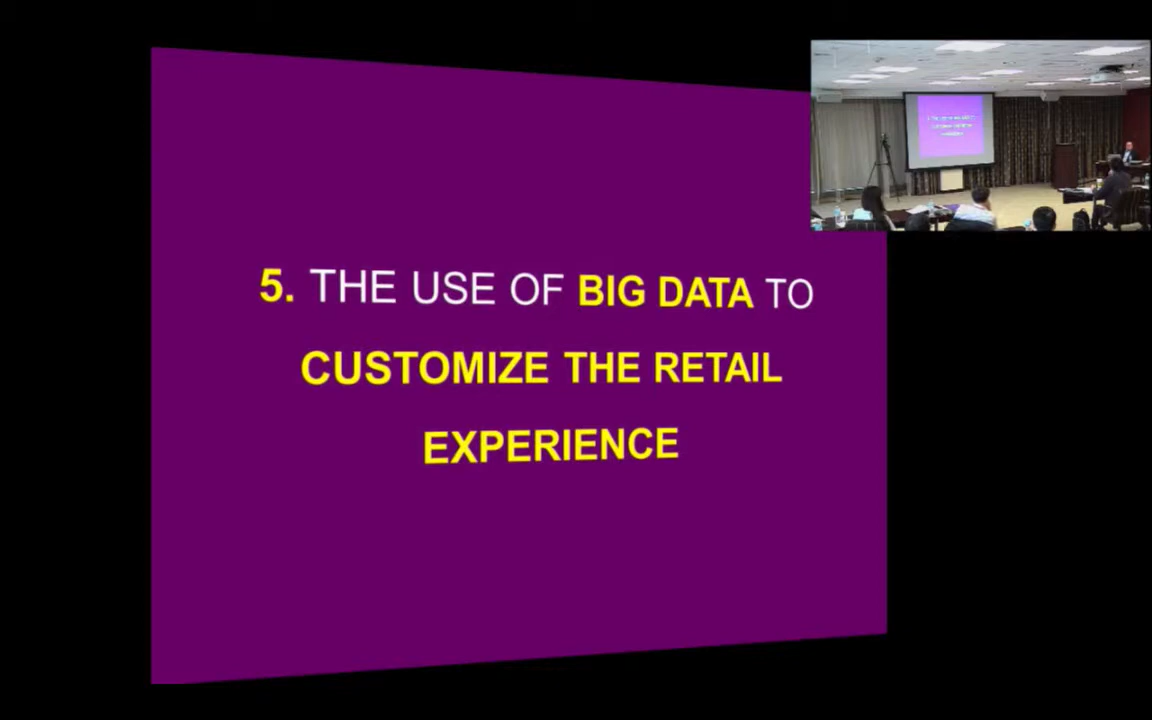 5. THE USE OF BIG DATA TO
CUSTOMIZE THE RETAIL
EXPERIENCE